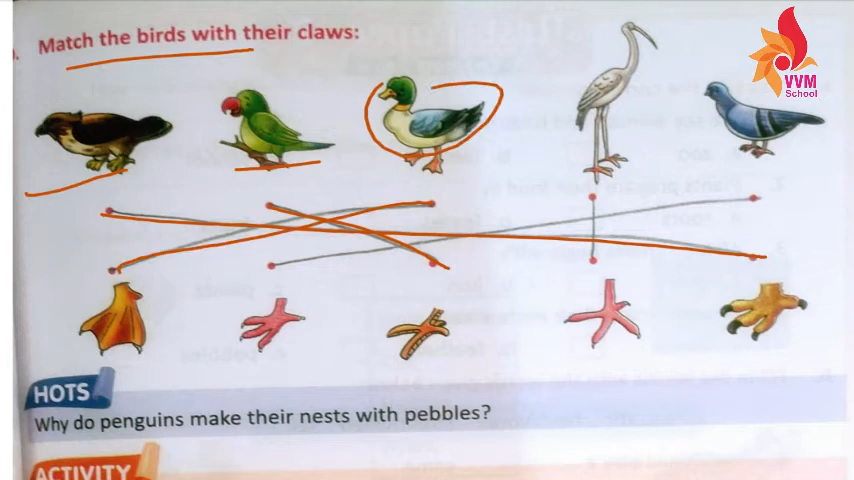 Match the birds with their claws:
VVM
School
HOTS
Why do penguins make their nests with pebbles?
ACTIVITY